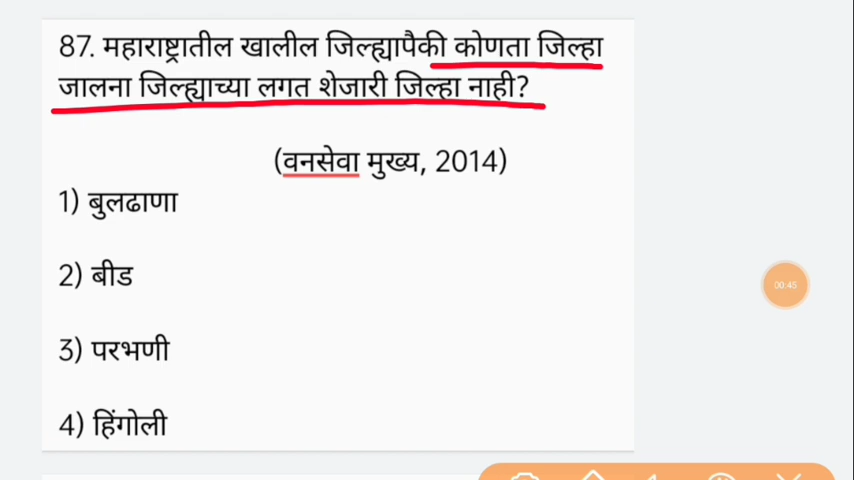 87. महाराष्ट्रातील खालील जिल्ह्यापैकी कोणता जिल्हा
जालना जिल्ह्याच्या लगत शेजारी जिल्हा नाही?
(वनसेवा मुख्य, 2014)
1) बुलढाणा
2) बीड
00:45
3) परभणी
4) हिंगोली